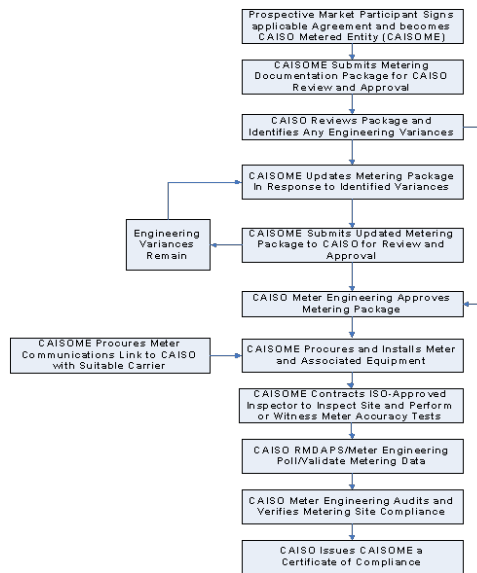 Prospective Market Participant Signs
applicable Agreement and becomes
CAISO Metered Entity (CAISOME)
CAISOME Submits Metering
Documentation Package for CAISO
Review and Approval
CAISO Reviews Package and
Identifies Any Engineering Variances
CAISOME Updates Metering Package
In Response to Identified Variances
Engineering
Variances
Remain
CAISOME Submits Updated Metering
Package to CAISO for Review and
Approval
CAISO Meter Engineering Approves
Metering Package
CAISOME Procures Meter
Communications Link to CAISO
with Suitable Carrier
CAISOME Procures and Installs Meter
and Associated Equipment
CAISOME Contracts ISO-Approved
Inspector to Inspect Site and Perform
or Witness Meter Accuracy Tests
CAISO RMDAPS/Meter Engineering
Poll/Validate Metering Data
CAISO Meter Engineering Audits and
Verifies Metering Site Compliance
CAISO Issues CAISOME a
Certificate of Compliance